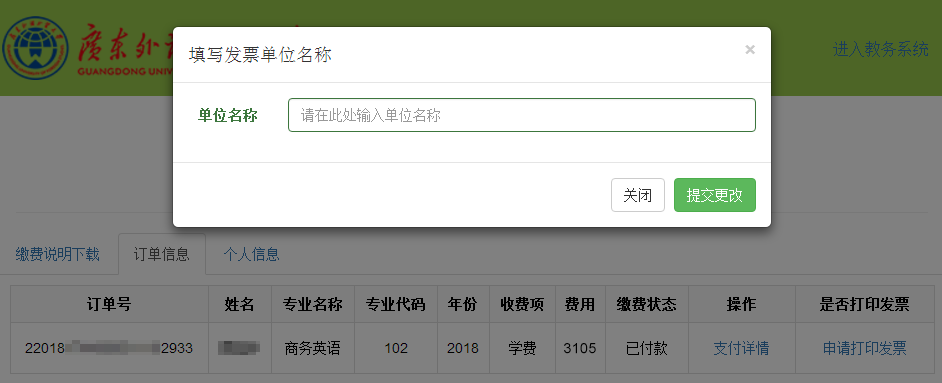 廣东外
GUANGDONG UNIV
进入教务系统
填写发票单位名称 ×
单位名称 请在此处输入单位名称
关闭 提交更改
缴费说明下载 订单信息 个人信息
订单号 姓名 专业名称 专业代码 年份 收费项 费用 缴费状态 操作 是否打印发票
22018 2933 商务英语 102 2018 学费 3105 已付款 支付详情 申请打印发票